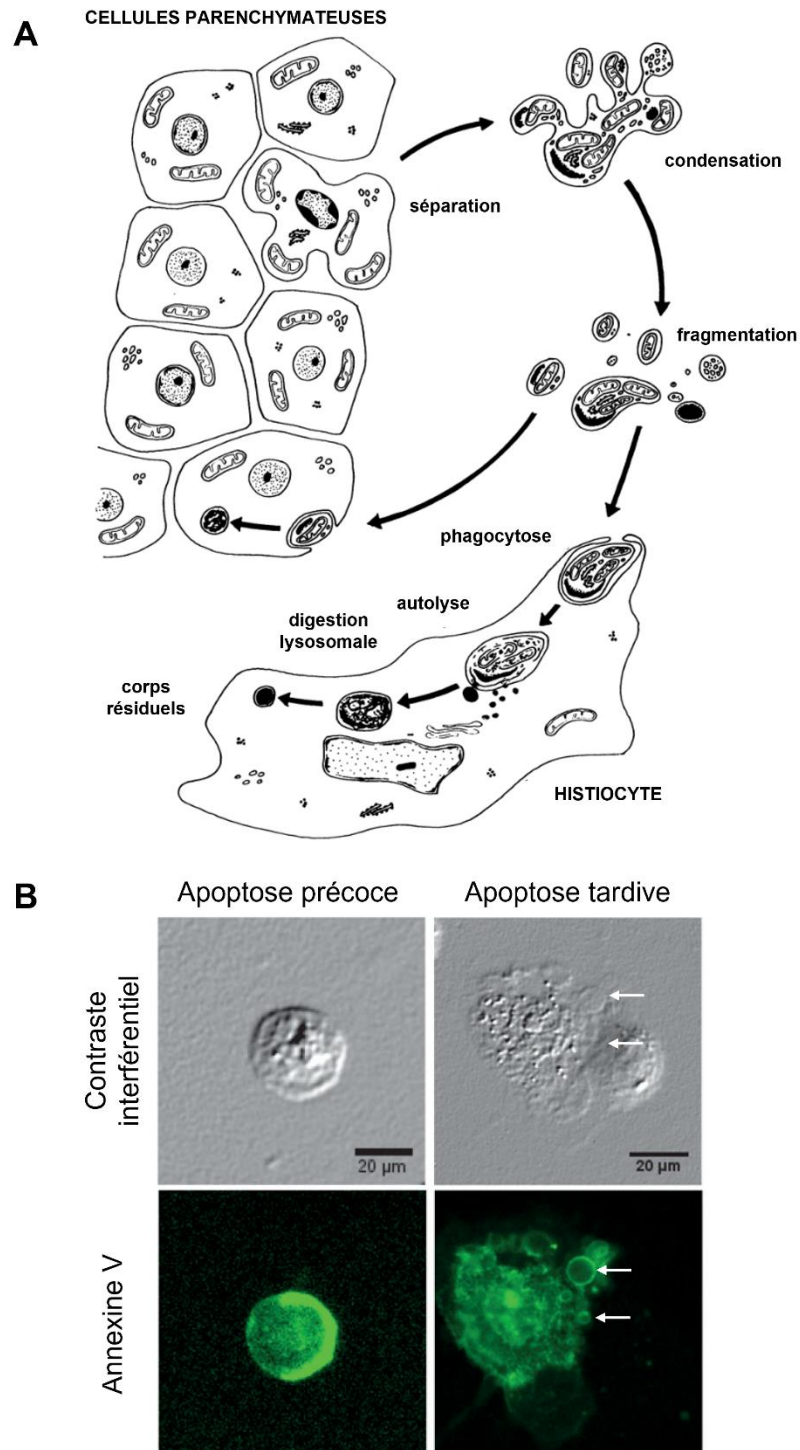 A
CELLULES PARENCHYMATEUSES
condensation
séparation
fragmentation
phagocytose
autolyse
digestion
lysosomale
corps
résiduels
HISTIOCYTE
B
Apoptose précoce
Apoptose tardive
Contraste
interférentiel
20 µm
20 µm
Annexine V